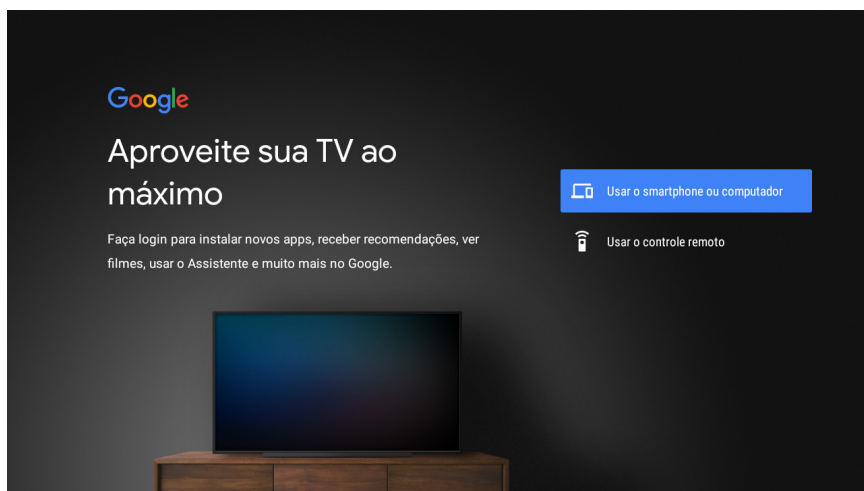 Google
Aproveite sua TV ao
máximo
Faça login para instalar novos apps, receber recomendações, ver
filmes, usar o Assistente e muito mais no Google.
Usar o smartphone ou computador
Usar o controle remoto